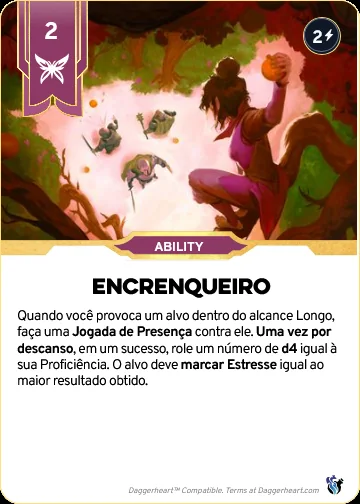 2
2
ABILITY
ENCRENQUEIRO
Quando você provoca um alvo dentro do alcance Longo,
faça uma Jogada de Presença contra ele. Uma vez por
descanso, em um sucesso, role um número de d4 igual à
sua Proficiência. O alvo deve marcar Estresse igual ao
maior resultado obtido.
Daggerheart™ Compatible. Terms at Daggerheart.com